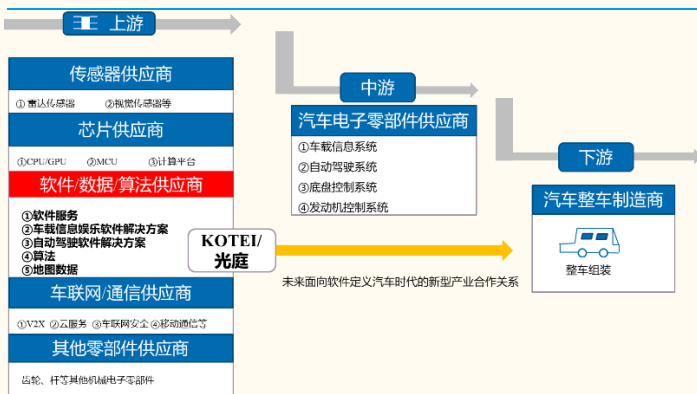 上游
传感器供应商
① 雷达传感器 ②视觉传感器等
芯片供应商
①CPU/GPU ②MCU ③计算平台
软件/数据/算法供应商
①软件服务
②车载信息娱乐软件解决方案
③自动驾驶软件解决方案
④算法
⑤地图数据
KOTEI/
光庭
车联网/通信供应商
①V2X ②云服务 ③车联网安全 ④移动通信等
其他零部件供应商
齿轮、杆等其他机械电子零部件
中游
汽车电子零部件供应商
①车载信息系统
②自动驾驶系统
③底盘控制系统
④发动机控制系统
未来面向软件定义汽车时代的新型产业合作关系
下游
汽车整车制造商
整车组装